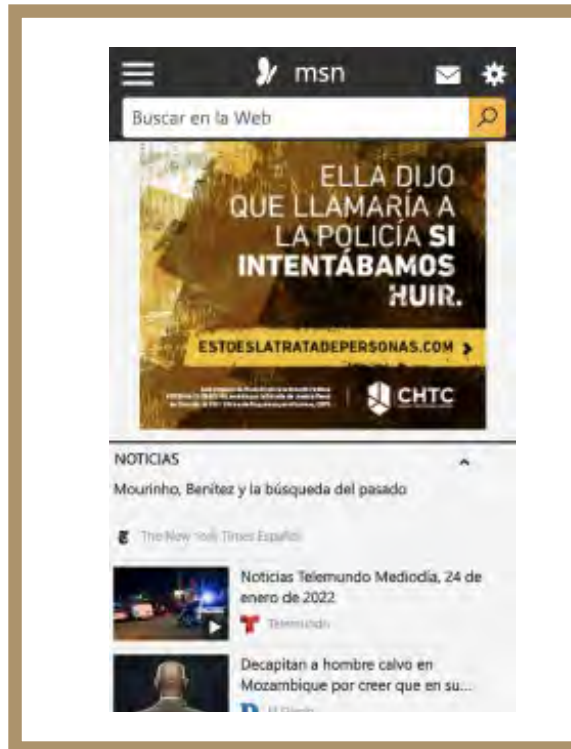 msn
Buscar en la Web
ELLA DIJO
QUE LLAMARÍA A
LA POLICÍA SI
INTENTÁBAMOS
HUIR.
ESTOESLATRATADEPERSONAS.COM
CHTC
NOTICIAS
Mourinho, Benítez y la búsqueda del pasado
The New York Times Español
Noticias Telemundo Mediodía, 24 de
enero de 2022
Telemundo
Decapitan a hombre calvo en
Mozambique por creer que en su...